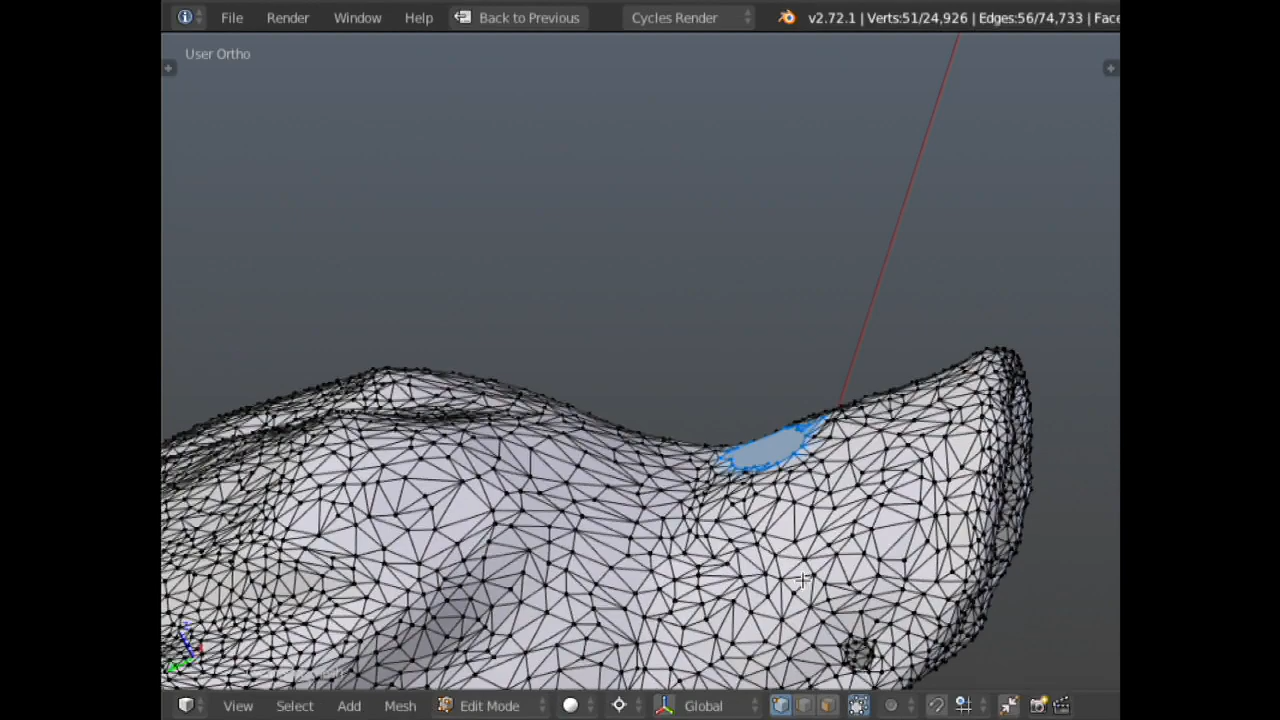 File Render Window Help Back to Previous Cycles Render v2.72.1 | Verts:51/24,926 | Edges:56/74,733 | Face
User Ortho
View Select Add Mesh Edit Mode Global